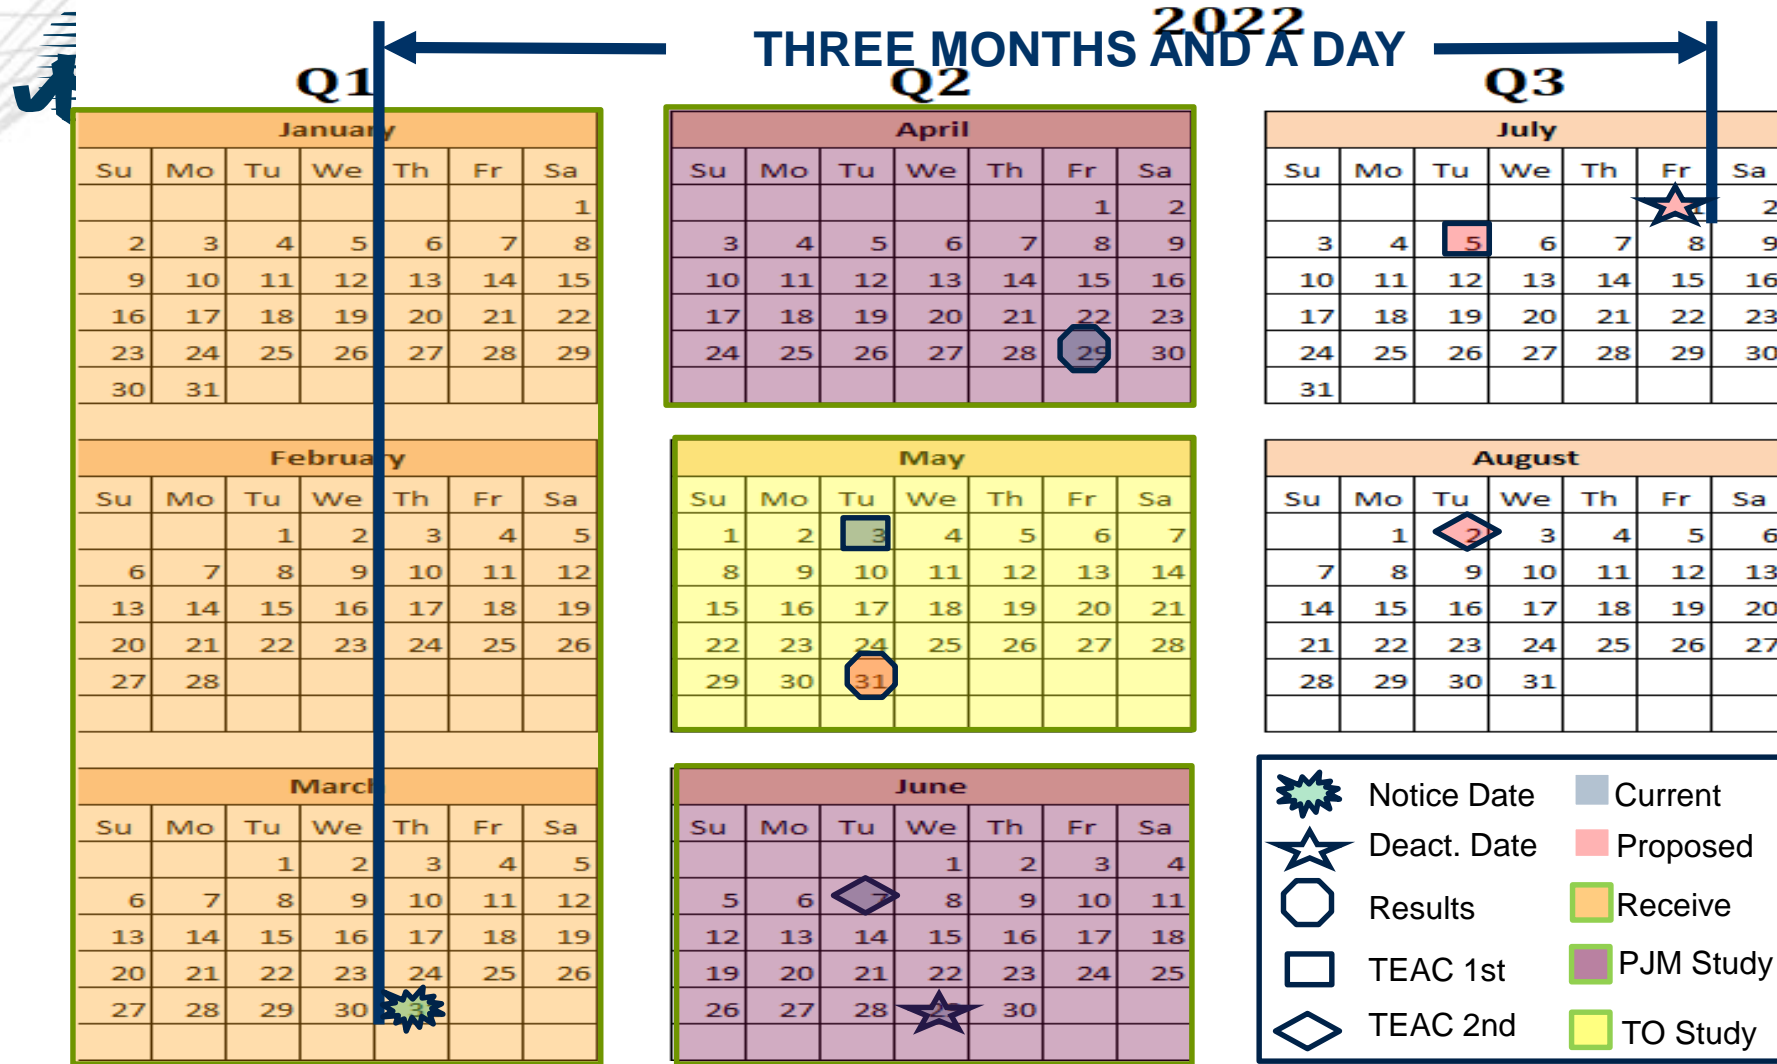 2022
THREE MONTHS AND A DAY
Q1 Q2 Q3
January
Su Mo Tu We Th Fr Sa
1
2 3 4 5 6 7 8
9 10 11 12 13 14 15
16 17 18 19 20 21 22
23 24 25 26 27 28 29
30 31
February
Su Mo Tu We Th Fr Sa
1 2 3 4 5
6 7 8 9 10 11 12
13 14 15 16 17 18 19
20 21 22 23 24 25 26
27 28
March
Su Mo Tu We Th Fr Sa
1 2 3 4 5
6 7 8 9 10 11 12
13 14 15 16 17 18 19
20 21 22 23 24 25 26
27 28 29 30
April
Su Mo Tu We Th Fr Sa
1 2
3 4 5 6 7 8 9
10 11 12 13 14 15 16
17 18 19 20 21 22 23
24 25 26 27 28 29 30
May
Su Mo Tu We Th Fr Sa
1 2 3 4 5 6 7
8 9 10 11 12 13 14
15 16 17 18 19 20 21
22 23 24 25 26 27 28
29 30 31
June
Su Mo Tu We Th Fr Sa
1 2 3 4
5 6 7 8 9 10 11
12 13 14 15 16 17 18
19 20 21 22 23 24 25
26 27 28 30
July
Su Mo Tu We Th Fr Sa
1 2
3 4 5 6 7 8 9
10 11 12 13 14 15 16
17 18 19 20 21 22 23
24 25 26 27 28 29 30
31
August
Su Mo Tu We Th Fr Sa
1 2 3 4 5 6
7 8 9 10 11 12 13
14 15 16 17 18 19 20
21 22 23 24 25 26 27
28 29 30 31
Notice Date Current
Deact. Date Proposed
Results Receive
TEAC 1st PJM Study
TEAC 2nd TO Study